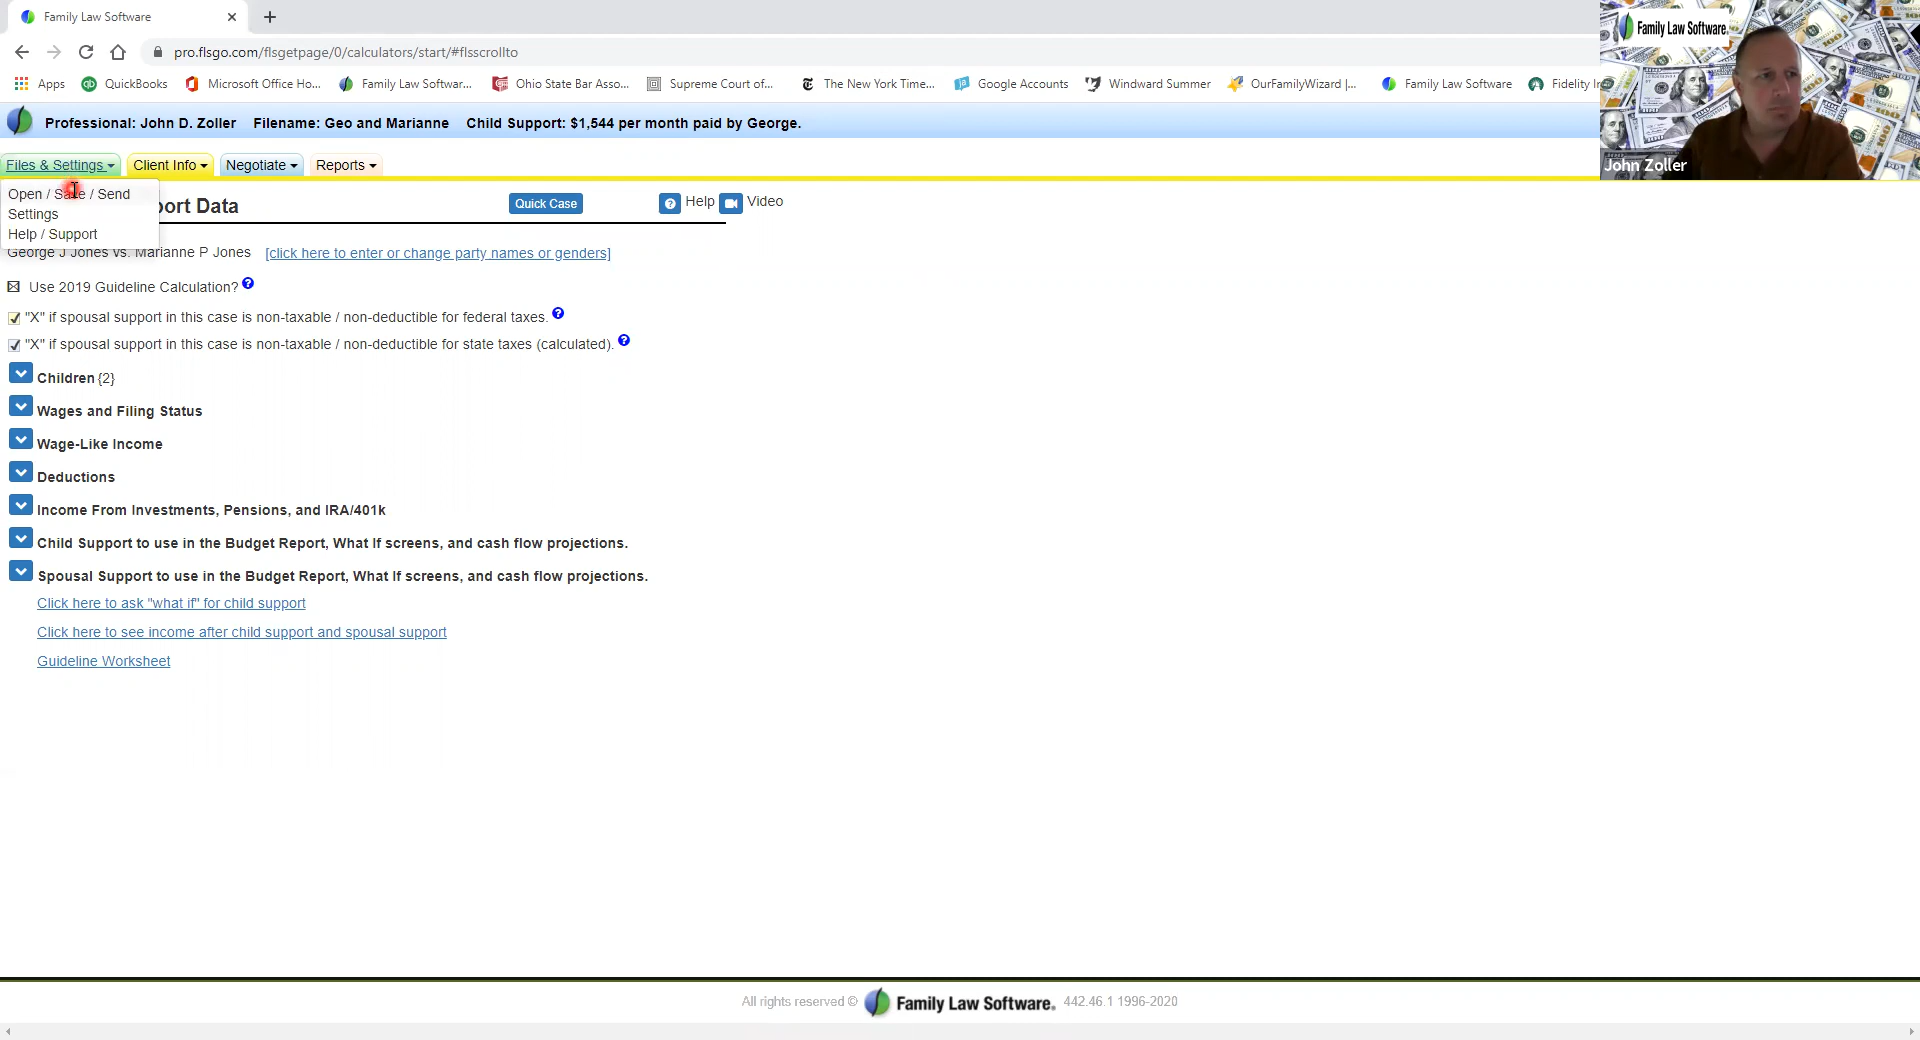 Family Law Software
pro.flsgo.com/flsgetpage/0/calculators/start/#flsscrollto
Apps QuickBooks Microsoft Office Ho... Family Law Softwar... Ohio State Bar Asso... Supreme Court of... The New York Time... Google Accounts Windward Summer OurFamilyWizard |... Family Law Software Fidelity
Family Law Software.
John Zoller
Professional: John D. Zoller Filename: Geo and Marianne Child Support: $1,544 per month paid by George.
Files & Settings Client Info Negotiate Reports
Open / Save / Send
Settings
Help / Support
ort Data Quick Case Help Video
George J Jones vs. Marianne P Jones [click here to enter or change party names or genders]
Use 2019 Guideline Calculation?
"X" if spousal support in this case is non-taxable / non-deductible for federal taxes.
"X" if spousal support in this case is non-taxable / non-deductible for state taxes (calculated).
Children {2}
Wages and Filing Status
Wage-Like Income
Deductions
Income From Investments, Pensions, and IRA/401k
Child Support to use in the Budget Report, What If screens, and cash flow projections.
Spousal Support to use in the Budget Report, What If screens, and cash flow projections.
Click here to ask "what if" for child support
Click here to see income after child support and spousal support
Guideline Worksheet
All rights reserved © Family Law Software. 442.46.1 1996-2020